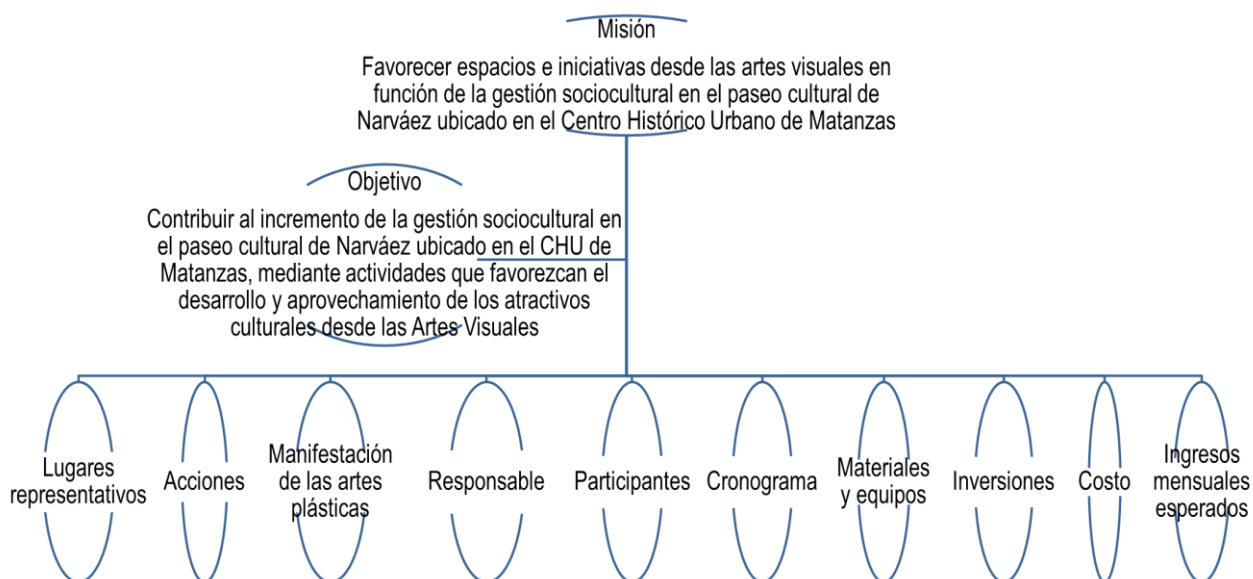 Misión
Favorecer espacios e iniciativas desde las artes visuales en
función de la gestión sociocultural en el paseo cultural de
Narváez ubicado en el Centro Histórico Urbano de Matanzas
Objetivo
Contribuir al incremento de la gestión sociocultural en
el paseo cultural de Narváez ubicado en el CHU de
Matanzas, mediante actividades que favorezcan el
desarrollo y aprovechamiento de los atractivos
culturales desde las Artes Visuales
Lugares
representativos
Acciones
Manifestación
de las artes
plásticas
Responsable
Participantes
Cronograma
Materiales
y equipos
Inversiones
Costo
Ingresos
mensuales
esperados